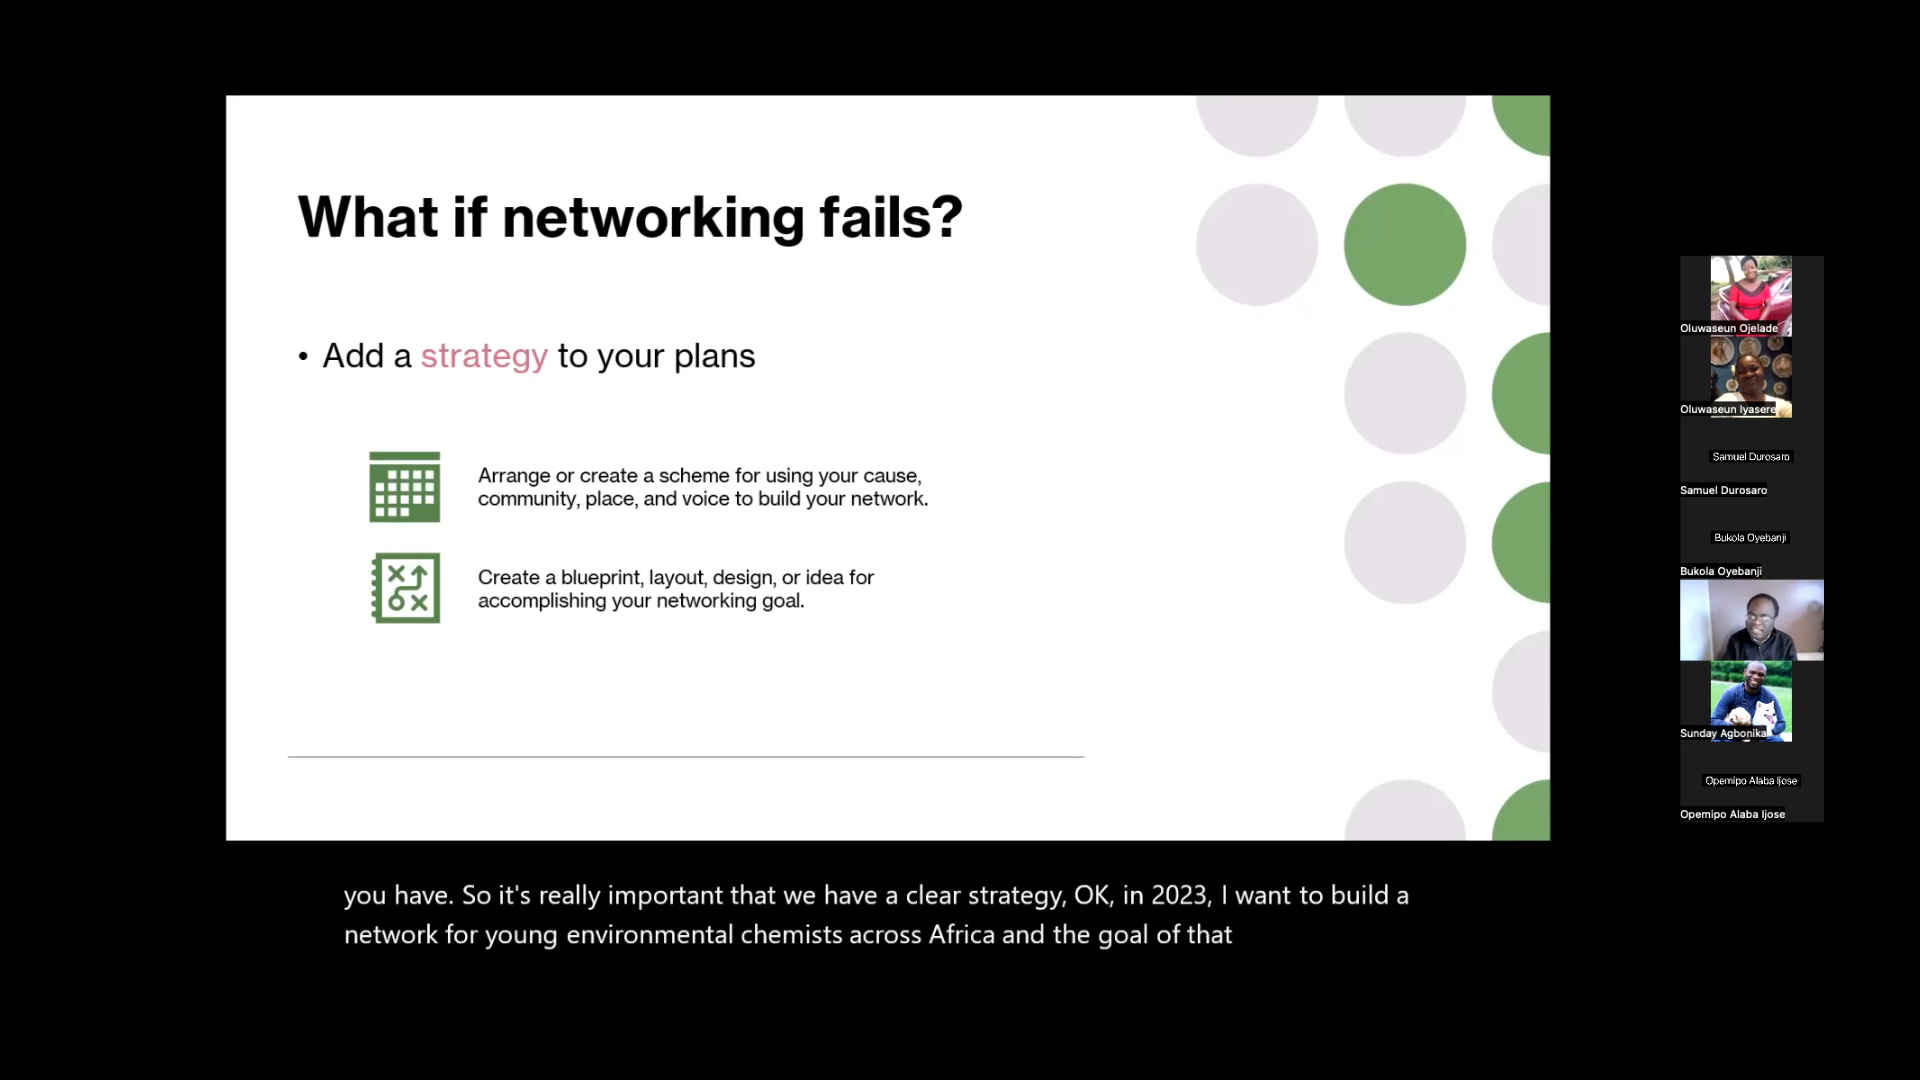 What if networking fails?
• Add a strategy to your plans
Arrange or create a scheme for using your cause,
community, place, and voice to build your network.
Create a blueprint, layout, design, or idea for
accomplishing your networking goal.
Oluwaseun Ojelade
Oluwaseun Iyasere
Samuel Durosaro
Samuel Durosaro
Bukola Oyebanji
Bukola Oyebanji
Sunday Agbonika
Opemipo Alaba Ijose
Opemipo Alaba Ijose
you have. So it's really important that we have a clear strategy, OK, in 2023, I want to build a
network for young environmental chemists across Africa and the goal of that